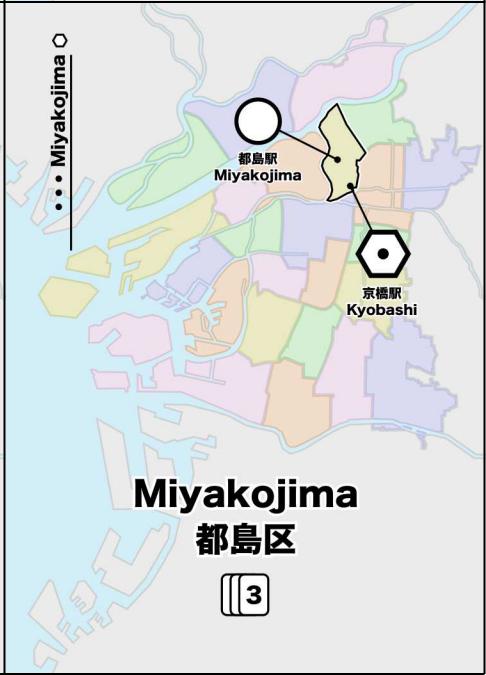 ••• Miyakojima
都島駅
Miyakojima
京橋駅
Kyobashi
Miyakojima
都島区
3